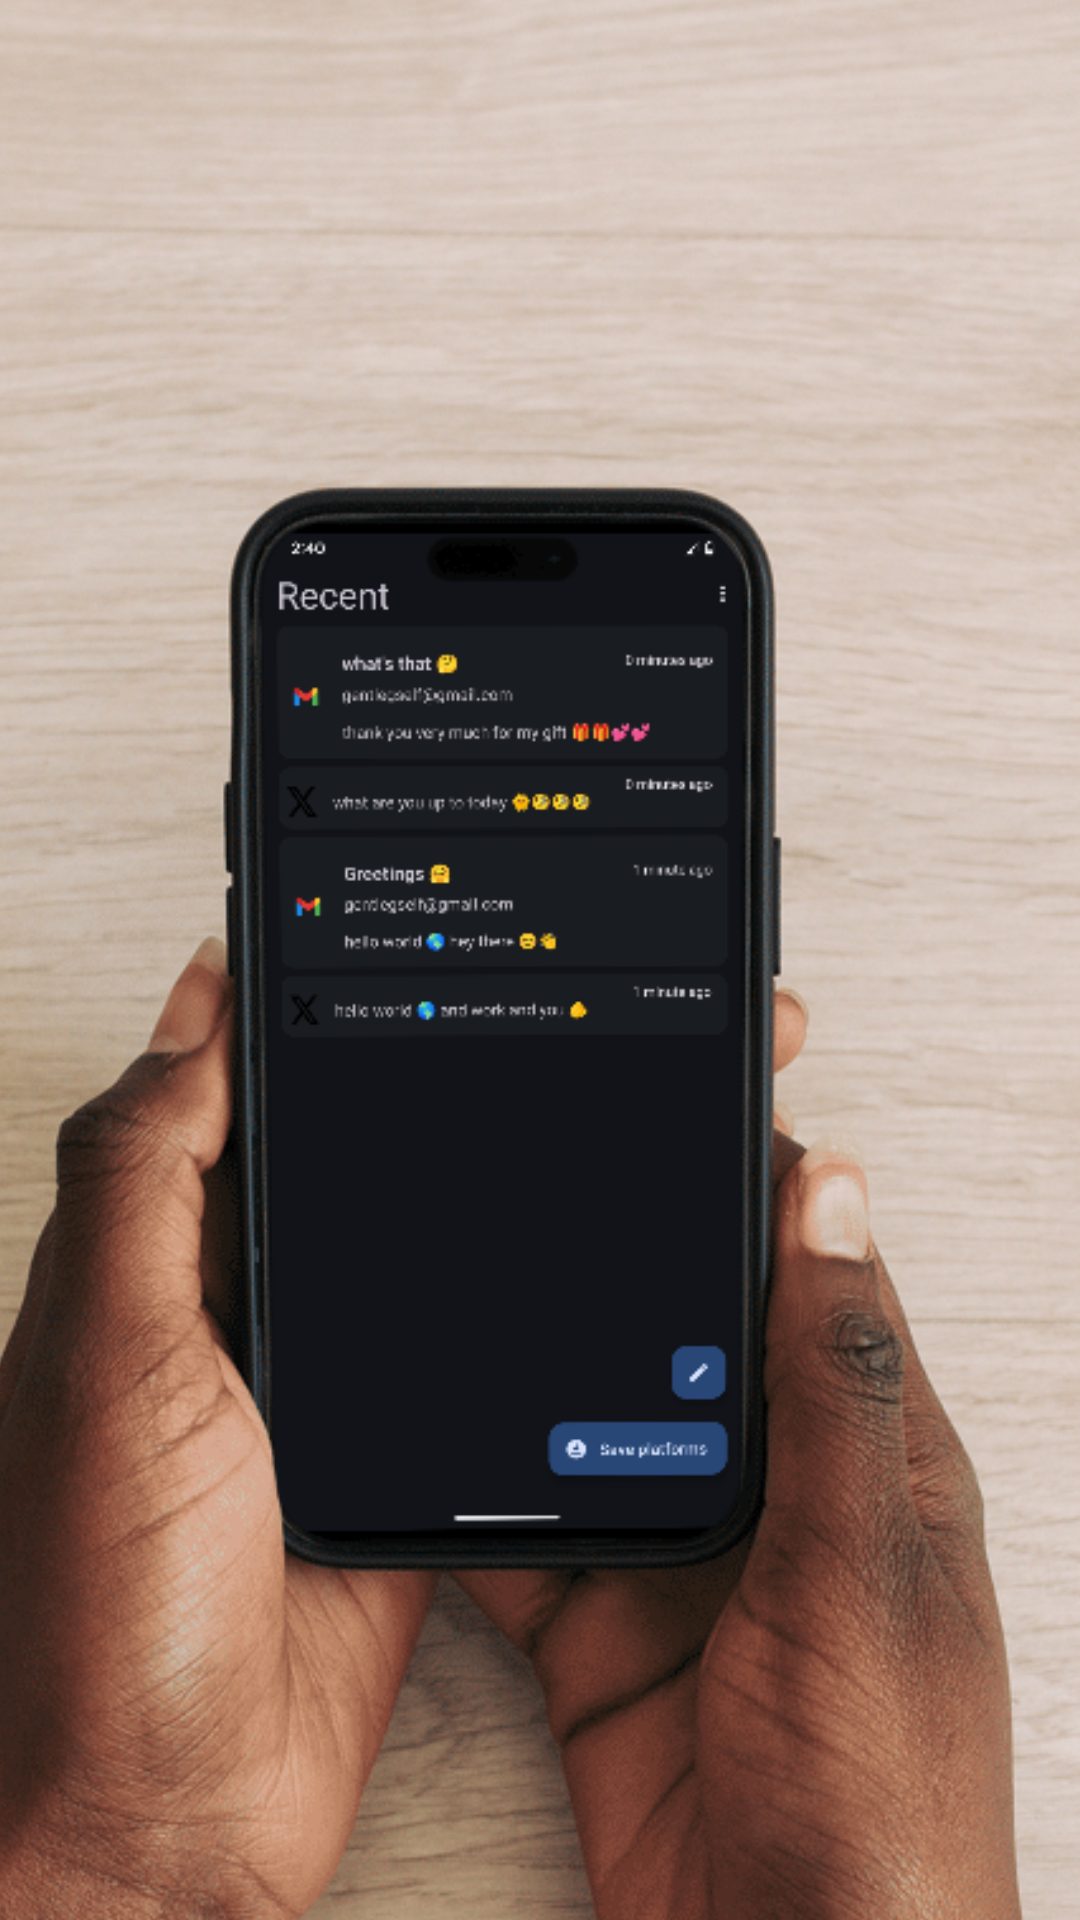 2:40
Recent
what's that 🤔
0 minutes ago
gentlegself@gmail.com
thank you very much for my gift 🎁🎁💕💕
0 minutes ago
what are you up to today
Greetings 🤗
1 minute ago
gentlegself@gmail.com
hello world 🌎 hey there
1 minute ago
hello world 🌎 and work and you
Save platforms